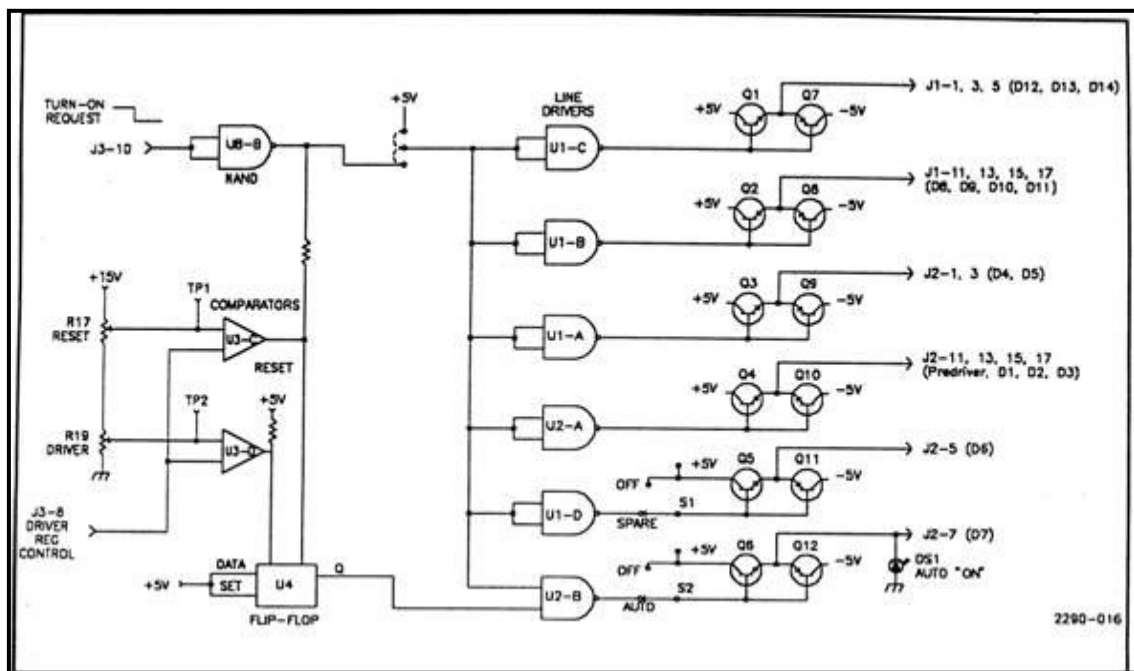 TURN-ON
REQUEST
J3-10
U8-B
NAND
+5V
LINE
DRIVERS
U1-C
+5V
Q1
Q7
-5V
J1-1, 3, 5 (D12, D13, D14)
U1-B
+5V
Q2
Q8
-5V
J1-11, 13, 15, 17
(D8, D9, D10, D11)
+15V
R17
RESET
TP1
COMPARATORS
U3-C
RESET
U1-A
+5V
Q3
Q9
-5V
J2-1, 3 (D4, D5)
R19
DRIVER
TP2
+5V
U2-A
+5V
Q4
Q10
-5V
J2-11, 13, 15, 17
(Predriver, D1, D2, D3)
J3-8
DRIVER
REG
CONTROL
U1-D
SPARE
OFF
+5V
S1
Q5
Q11
-5V
J2-5 (D6)
+5V
DATA
SET
U4
Q
FLIP-FLOP
U2-B
AUTO
OFF
+5V
S2
Q6
Q12
-5V
J2-7 (D7)
DS1
AUTO "ON"
2290-016